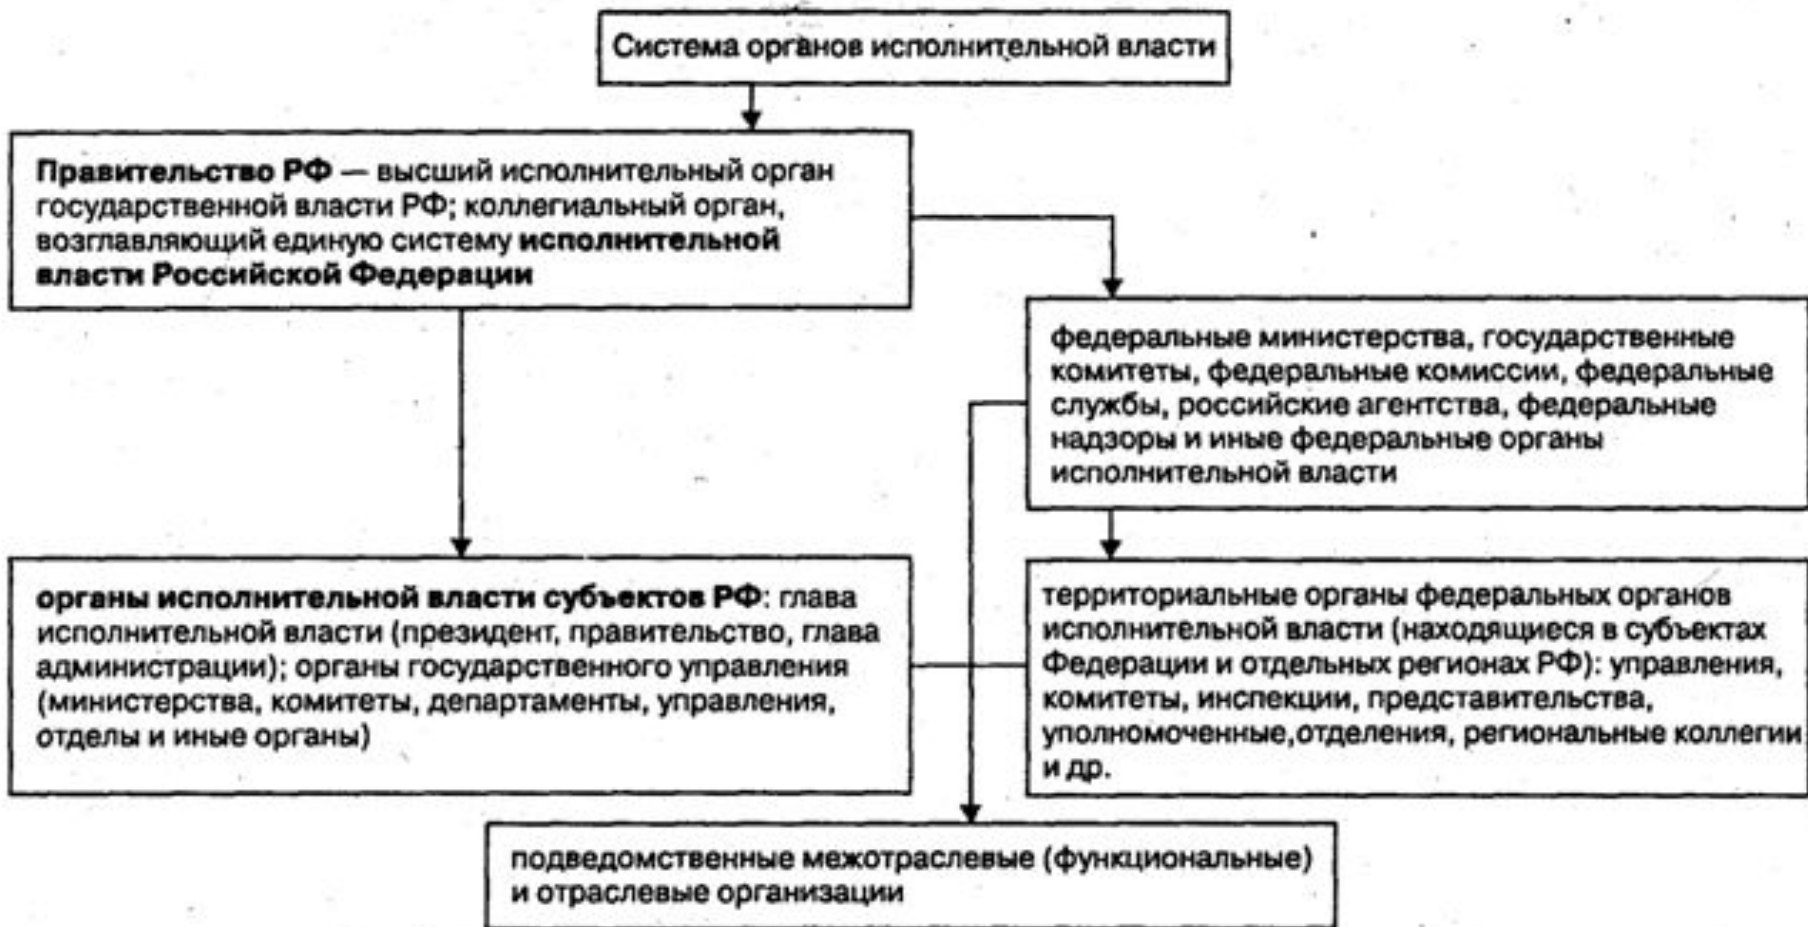 Система органов исполнительной власти
Правительство РФ — высший исполнительный орган
государственной власти РФ; коллегиальный орган,
возглавляющий единую систему исполнительной
власти Российской Федерации
федеральные министерства, государственные
комитеты, федеральные комиссии, федеральные
службы, российские агентства, федеральные
надзоры и иные федеральные органы
исполнительной власти
органы исполнительной власти субъектов РФ: глава
исполнительной власти (президент, правительство, глава
администрации); органы государственного управления
(министерства, комитеты, департаменты, управления,
отделы и иные органы)
территориальные органы федеральных органов
исполнительной власти (находящиеся в субъектах
Федерации и отдельных регионах РФ): управления,
комитеты, инспекции, представительства,
уполномоченные,отделения, региональные коллегии
и др.
подведомственные межотраслевые (функциональные)
и отраслевые организации